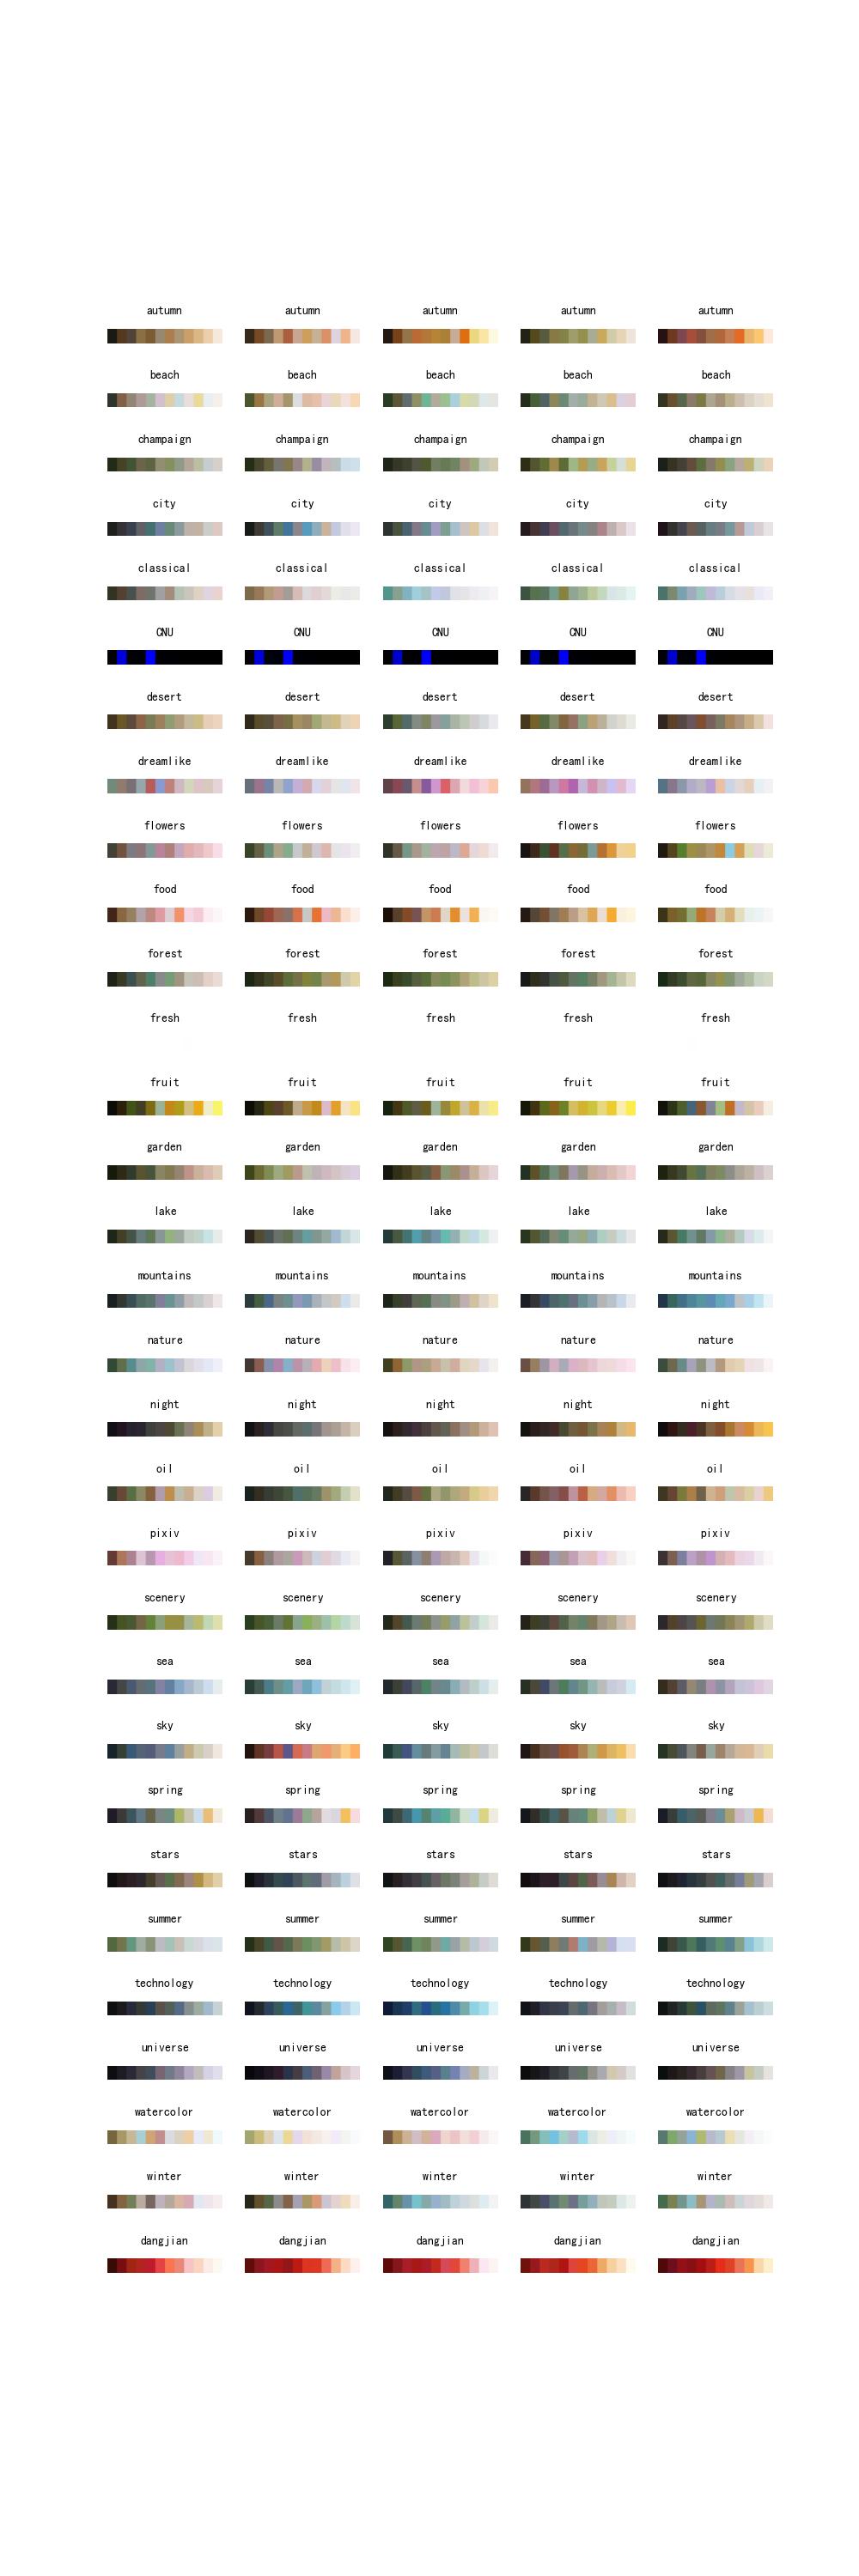 autumn autumn autumn autumn autumn
beach beach beach beach beach
champaign champaign champaign champaign champaign
city city city city city
classical classical classical classical classical
CNU CNU CNU CNU CNU
desert desert desert desert desert
dreamlike dreamlike dreamlike dreamlike dreamlike
flowers flowers flowers flowers flowers
food food food food food
forest forest forest forest forest
fresh fresh fresh fresh fresh
fruit fruit fruit fruit fruit
garden garden garden garden garden
lake lake lake lake lake
mountains mountains mountains mountains mountains
nature nature nature nature nature
night night night night night
oil oil oil oil oil
pixiv pixiv pixiv pixiv pixiv
scenery scenery scenery scenery scenery
sea sea sea sea sea
sky sky sky sky sky
spring spring spring spring spring
stars stars stars stars stars
summer summer summer summer summer
technology technology technology technology technology
universe universe universe universe universe
watercolor watercolor watercolor watercolor watercolor
winter winter winter winter winter
dangjian dangjian dangjian dangjian dangjian